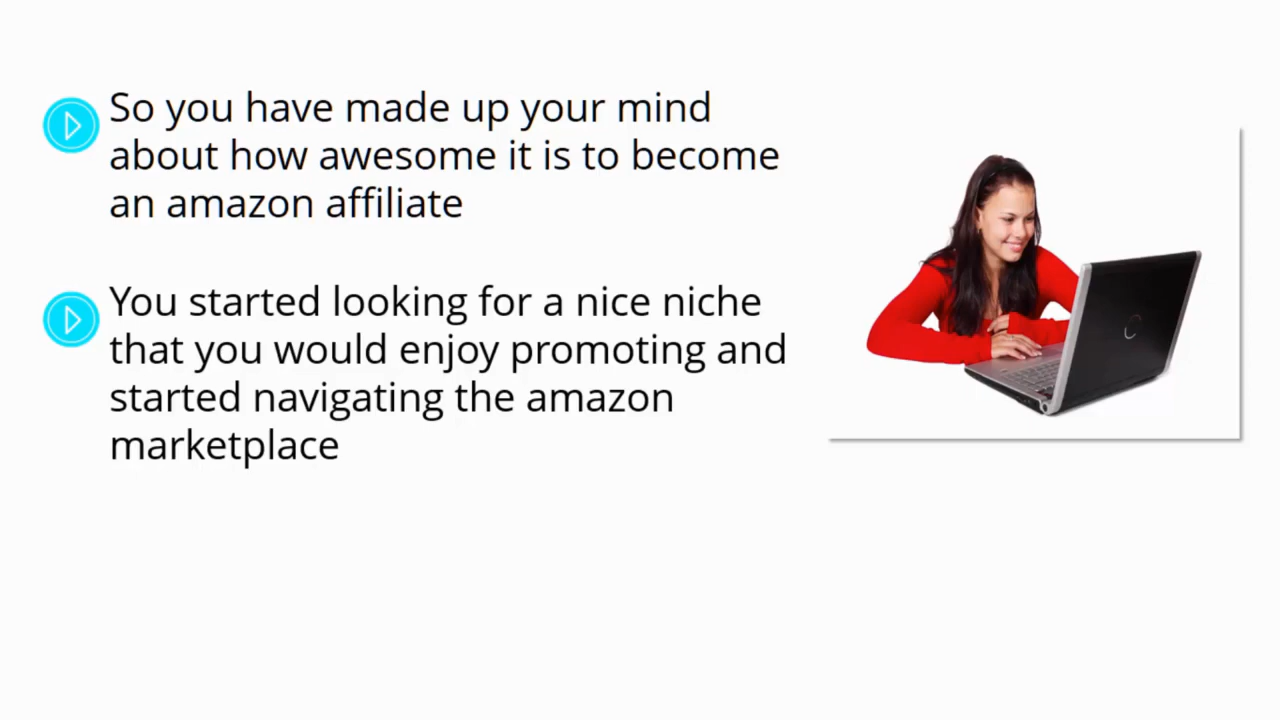 So you have made up your mind
about how awesome it is to become
an amazon affiliate
You started looking for a nice niche
that you would enjoy promoting and
started navigating the amazon
marketplace